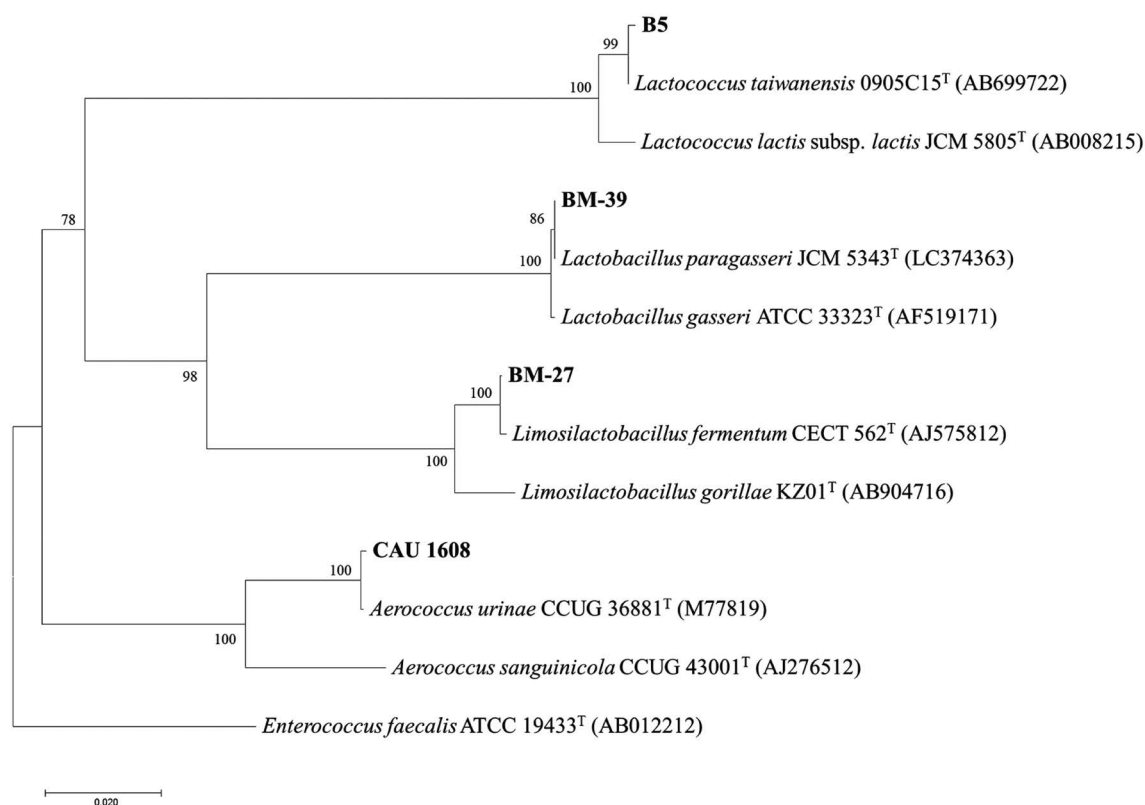 B5
99
Lactococcus taiwanensis 0905C15ᵀ (AB699722)
100
Lactococcus lactis subsp. lactis JCM 5805ᵀ (AB008215)
BM-39
78
86
Lactobacillus paragasseri JCM 5343ᵀ (LC374363)
100
Lactobacillus gasseri ATCC 33323ᵀ (AF519171)
98
BM-27
100
Limosilactobacillus fermentum CECT 562ᵀ (AJ575812)
100
Limosilactobacillus gorillae KZ01ᵀ (AB904716)
CAU 1608
100
Aerococcus urinae CCUG 36881ᵀ (M77819)
100
Aerococcus sanguinicola CCUG 43001ᵀ (AJ276512)
Enterococcus faecalis ATCC 19433ᵀ (AB012212)
0.020